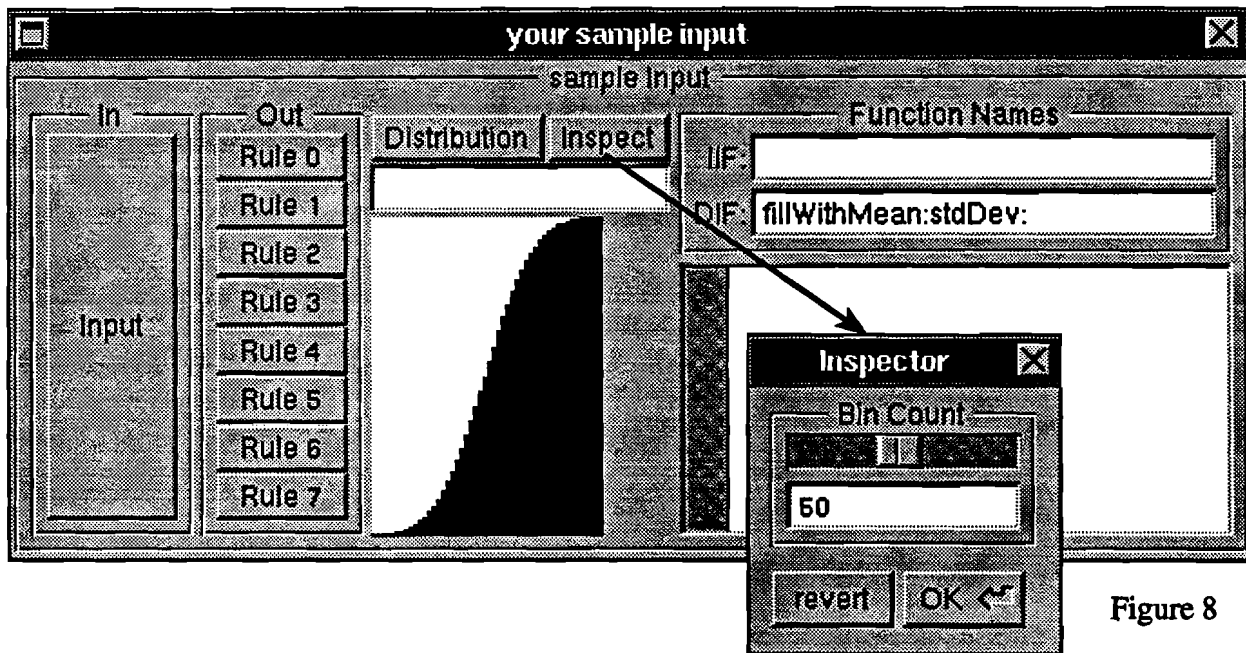 your sample input
sample Input
In
Input
Out
Rule 0
Rule 1
Rule 2
Rule 3
Rule 4
Rule 5
Rule 6
Rule 7
Distribution
Inspect
Function Names
IIF:
DIF: fillWithMean:stdDev:
Inspector
Bin Count
50
revert
OK
Figure 8